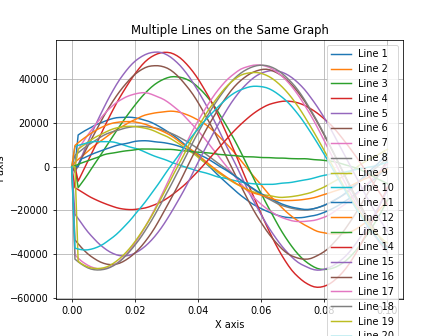 Multiple Lines on the Same Graph
40000
20000
0
−20000
−40000
−60000
0.00
0.02
0.04
0.06
X axis
Line 1
Line 2
Line 3
Line 4
Line 5
Line 6
Line 7
Line 8
Line 9
Line 10
Line 11
Line 12
Line 13
Line 14
Line 15
Line 16
Line 17
Line 18
Line 19
Line 20